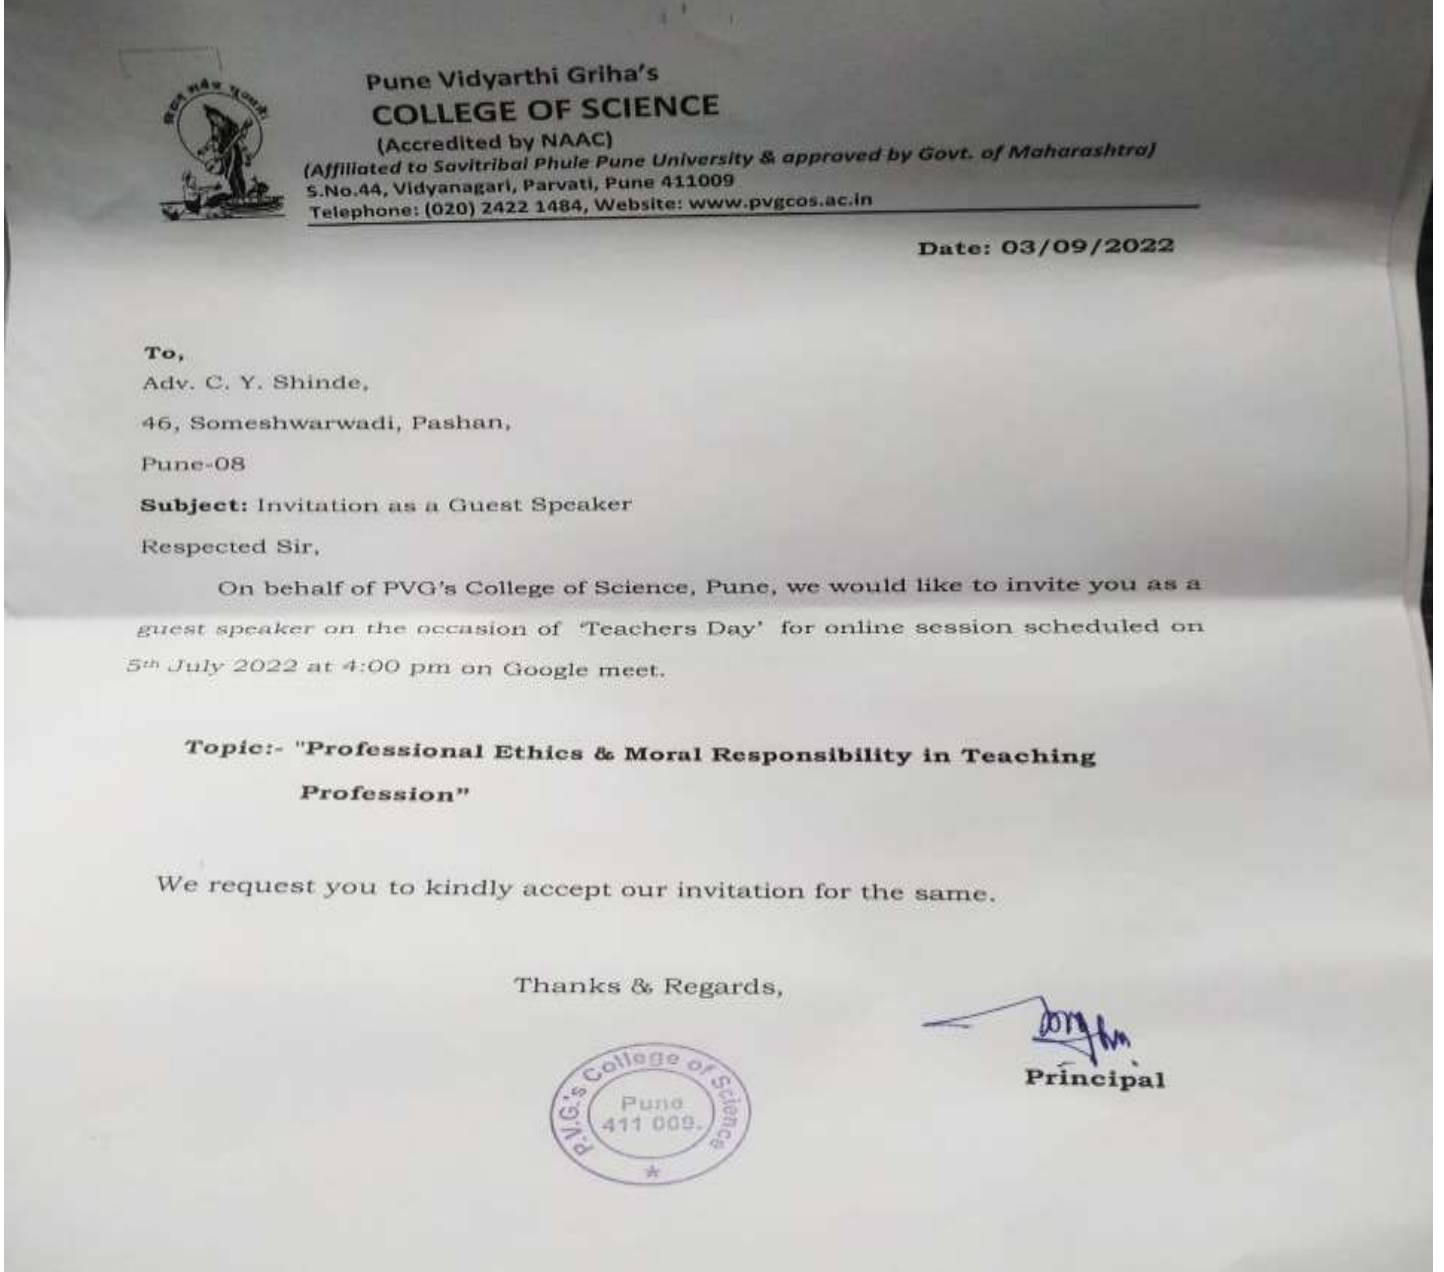 Pune Vidyarthi Griha's
COLLEGE OF SCIENCE
(Accredited by NAAC)
(Affiliated to Savitribai Phule Pune University & approved by Govt. of Maharashtra)
S.No.44, Vidyanagari, Parvati, Pune 411009
Telephone: (020) 2422 1484, Website: www.pvgcos.ac.in
Date: 03/09/2022
To,
Adv. C. Y. Shinde,
46, Someshwarwadi, Pashan,
Pune-08
Subject: Invitation as a Guest Speaker
Respected Sir,
On behalf of PVG's College of Science, Pune, we would like to invite you as a
guest speaker on the occasion of 'Teachers Day' for online session scheduled on
5th July 2022 at 4:00 pm on Google meet.
Topic:- "Professional Ethics & Moral Responsibility in Teaching
Profession”
We request you to kindly accept our invitation for the same.
Thanks & Regards,
Principal
P.V.G.'s College of Science
Pune
411 009.